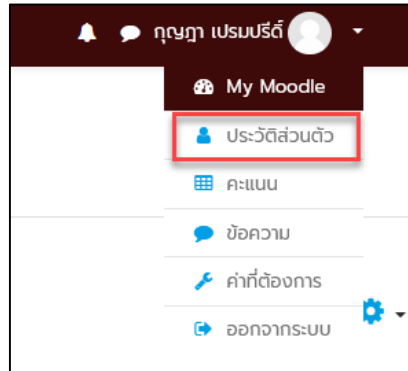 กุญฎา เปรมปรีดิ์
My Moodle
ประวัติส่วนตัว
คะแนน
ข้อความ
ค่าที่ต้องการ
ออกจากระบบ